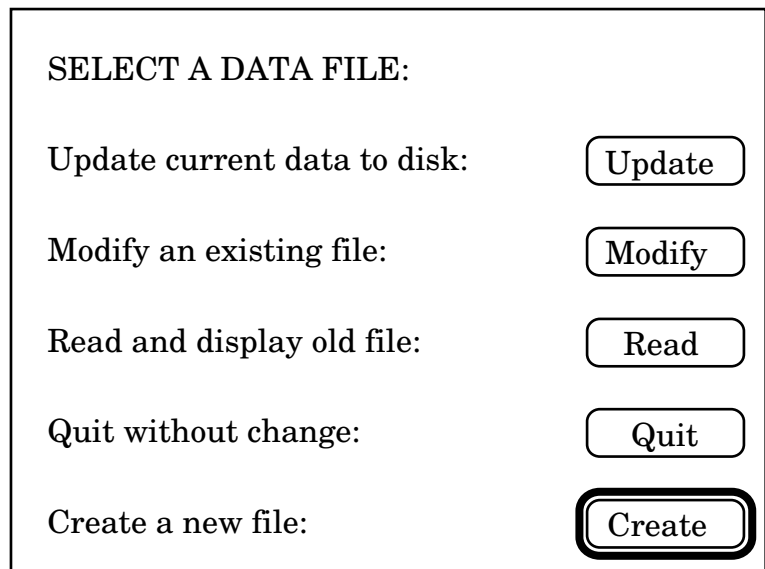 SELECT A DATA FILE:
Update current data to disk: Update
Modify an existing file: Modify
Read and display old file: Read
Quit without change: Quit
Create a new file: Create